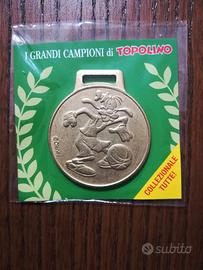 I GRANDI CAMPIONI di TOPOLINO
COLLEZIONALE
TUTTE!
subito